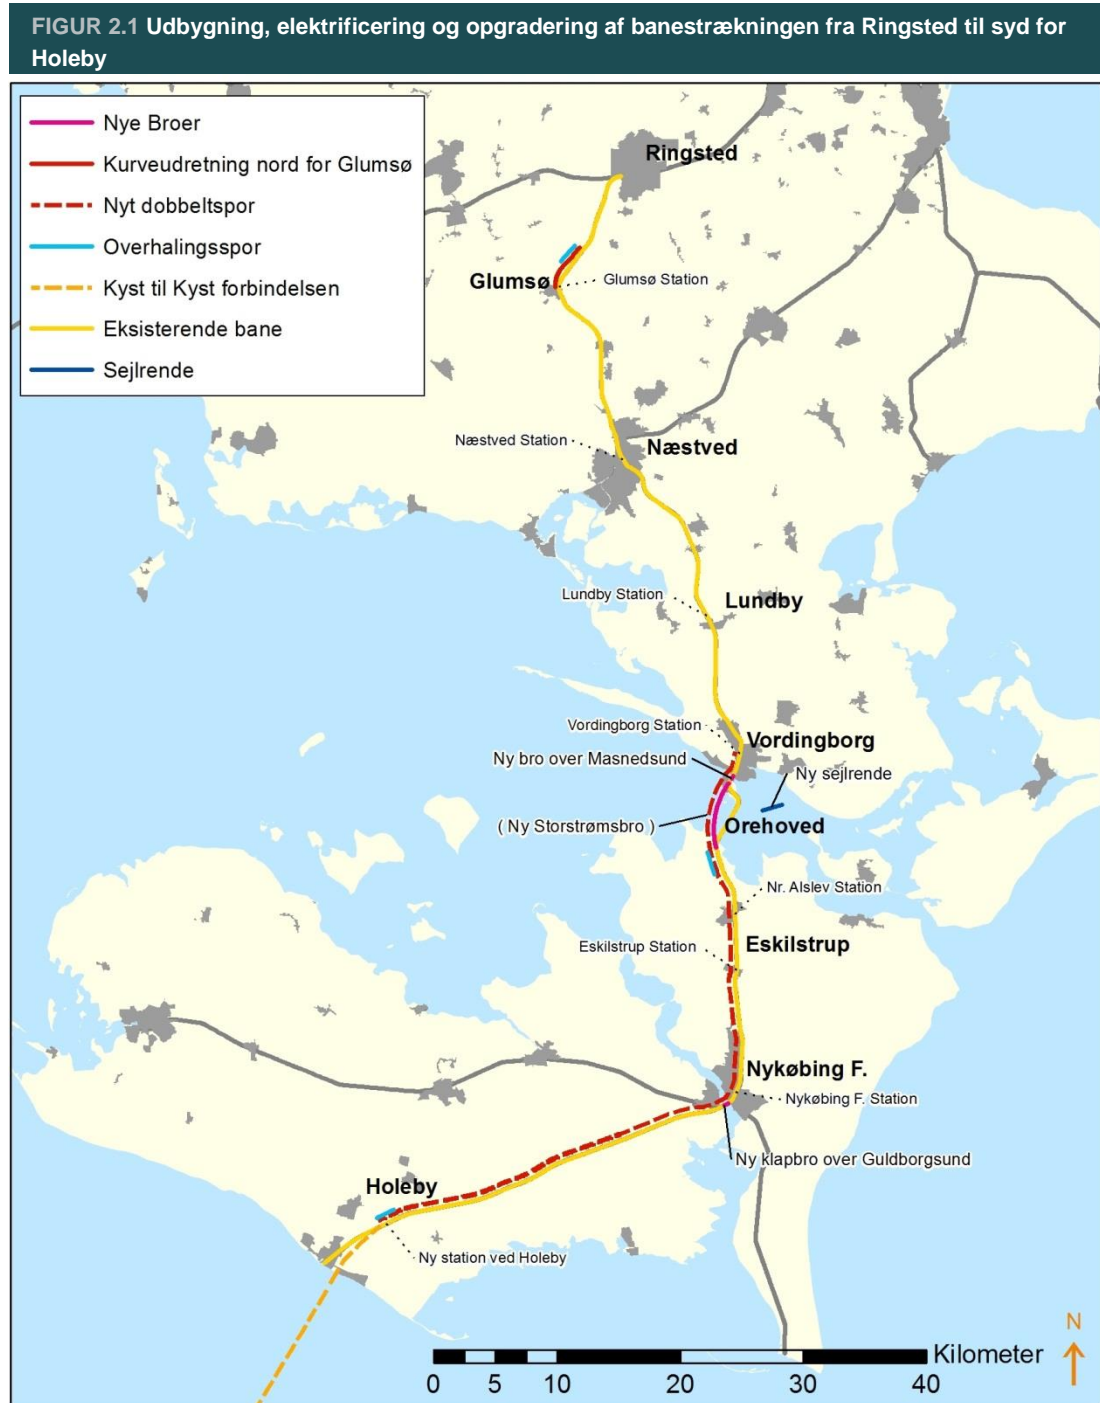 FIGUR 2.1 Udbygning, elektrificering og opgradering af banestrækningen fra Ringsted til syd for
Holeby
Nye Broer
Kurveudretning nord for Glumsø
Nyt dobbeltspor
Overhalingsspor
Kyst til Kyst forbindelsen
Eksisterende bane
Sejlrende
Ringsted
Glumsø
Glumsø Station
Næstved Station
Næstved
Lundby Station
Lundby
Vordingborg Station
Vordingborg
Ny bro over Masnedsund
Ny sejlrende
( Ny Storstrømsbro )
Orehoved
Nr. Alslev Station
Eskilstrup Station
Eskilstrup
Nykøbing F.
Nykøbing F. Station
Ny klapbro over Guldborgsund
Holeby
Ny station ved Holeby
N
Kilometer
0 5 10 20 30 40